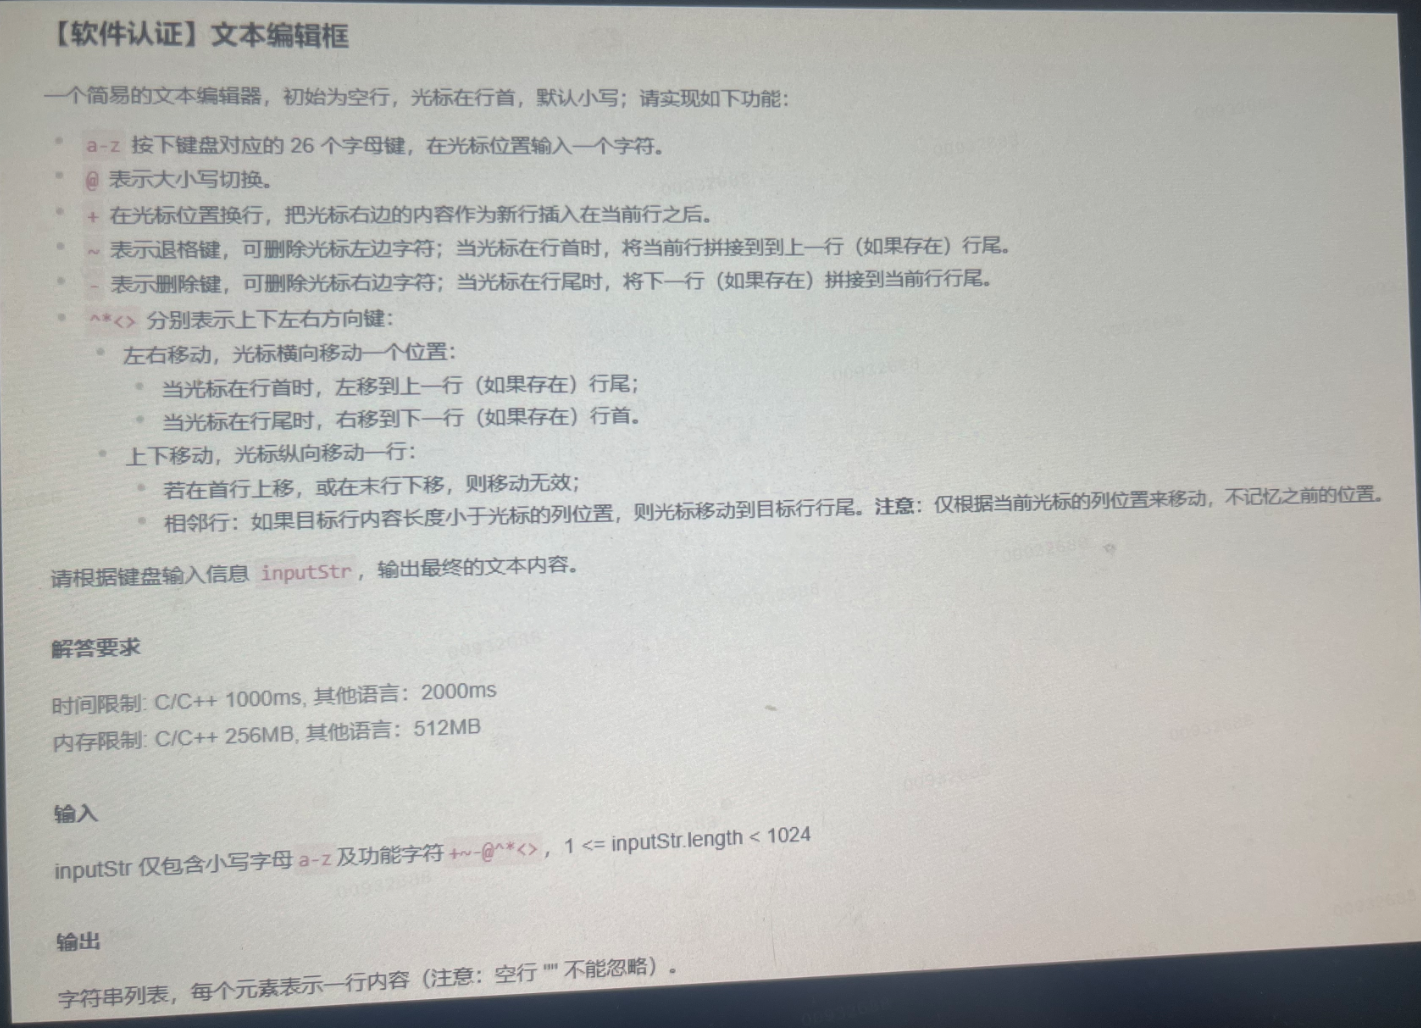 【软件认证】文本编辑框
一个简易的文本编辑器，初始为空行，光标在行首，默认小写；请实现如下功能：
a-z 按下键盘对应的 26 个字母键，在光标位置输入一个字符。
@ 表示大小写切换。
+ 在光标位置换行，把光标右边的内容作为新行插入在当前行之后。
~ 表示退格键，可删除光标左边字符；当光标在行首时，将当前行拼接到到上一行（如果存在）行尾。
- 表示删除键，可删除光标右边字符；当光标在行尾时，将下一行（如果存在）拼接到当前行行尾。
^*<> 分别表示上下左右方向键：
左右移动，光标横向移动一个位置：
当光标在行首时，左移到上一行（如果存在）行尾；
当光标在行尾时，右移到下一行（如果存在）行首。
上下移动，光标纵向移动一行：
若在首行上移，或在末行下移，则移动无效；
相邻行：如果目标行内容长度小于光标的列位置，则光标移动到目标行行尾。注意：仅根据当前光标的列位置来移动，不记忆之前的位置。
请根据键盘输入信息 inputStr，输出最终的文本内容。
解答要求
时间限制: C/C++ 1000ms, 其他语言：2000ms
内存限制: C/C++ 256MB, 其他语言：512MB
输入
inputStr 仅包含小写字母 a-z 及功能字符 +~-@^*<>， 1 <= inputStr.length < 1024
输出
字符串列表，每个元素表示一行内容（注意：空行 "" 不能忽略）。